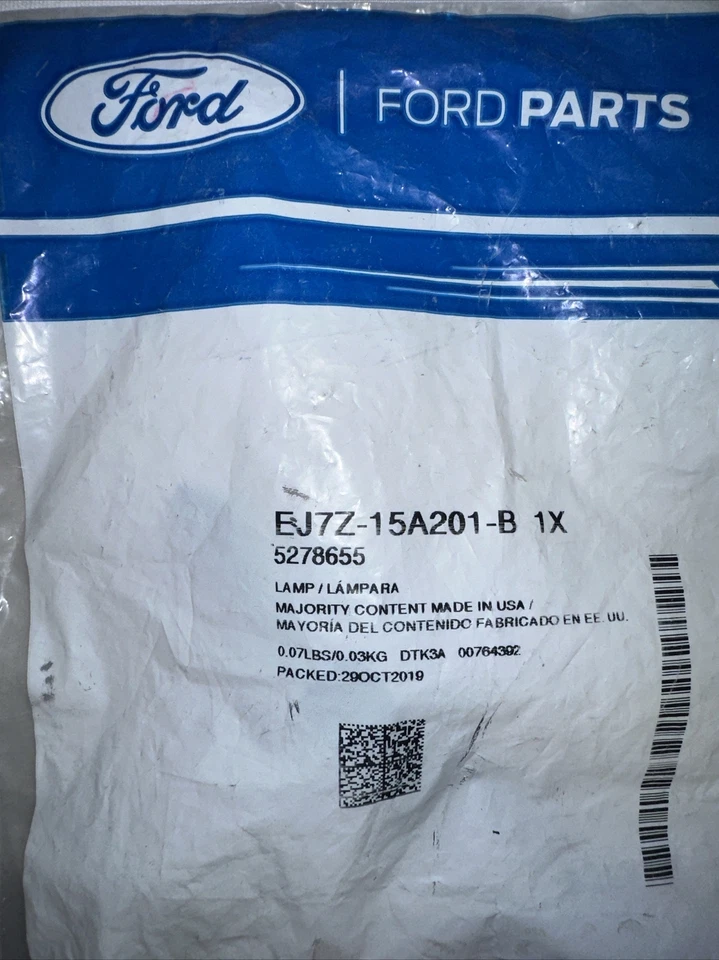 Ford
FORD PARTS
EJ7Z-15A201-B 1X
5278655
LAMP / LÁMPARA
MAJORITY CONTENT MADE IN USA /
MAYORÍA DEL CONTENIDO FABRICADO EN EE. UU.
0.07LBS/0.03KG DTK3A 00764392
PACKED:29OCT2019